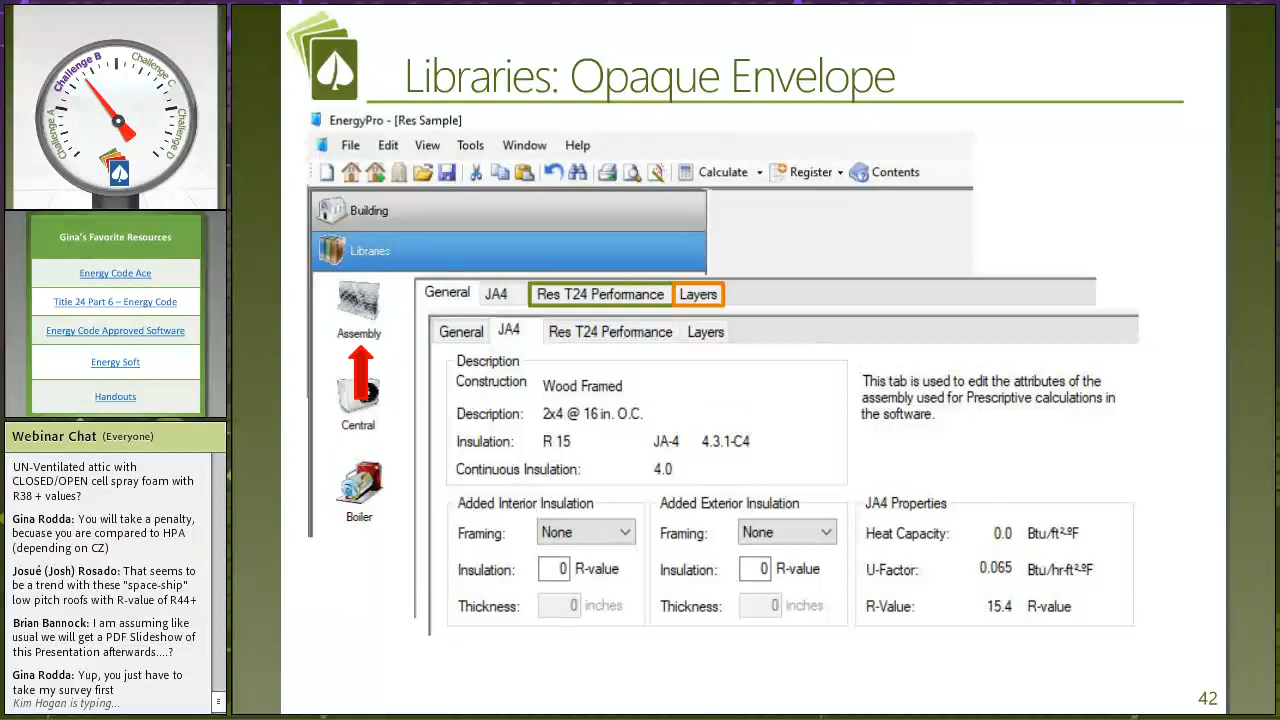 Challenge A
Challenge B
Challenge C
Challenge D
Gina's Favorite Resources
Energy Code Ace
Title 24 Part 6 – Energy Code
Energy Code Approved Software
Energy Soft
Handouts
Webinar Chat (Everyone)
UN-Ventilated attic with
CLOSED/OPEN cell spray foam with
R38 + values?
Gina Rodda: You will take a penalty,
becuase you are compared to HPA
(depending on CZ)
Josué (Josh) Rosado: That seems to
be a trend with these "space-ship"
low pitch roofs with R-value of R44+
Brian Bannock: I am assuming like
usual we will get a PDF Slideshow of
this Presentation afterwards....?
Gina Rodda: Yup, you just have to
take my survey first
Kim Hogan is typing...
Libraries: Opaque Envelope
EnergyPro - [Res Sample]
File Edit View Tools Window Help
Calculate Register Contents
Building
Libraries
Assembly
Central
Boiler
General JA4 Res T24 Performance Layers
General JA4 Res T24 Performance Layers
Description
Construction Wood Framed
Description: 2x4 @ 16 in. O.C.
Insulation: R 15 JA-4 4.3.1-C4
Continuous Insulation: 4.0
This tab is used to edit the attributes of the
assembly used for Prescriptive calculations in
the software.
Added Interior Insulation
Framing: None
Insulation: 0 R-value
Thickness: 0 inches
Added Exterior Insulation
Framing: None
Insulation: 0 R-value
Thickness: 0 inches
JA4 Properties
Heat Capacity: 0.0 Btu/ft²-ºF
U-Factor: 0.065 Btu/hr-ft²-ºF
R-Value: 15.4 R-value
42